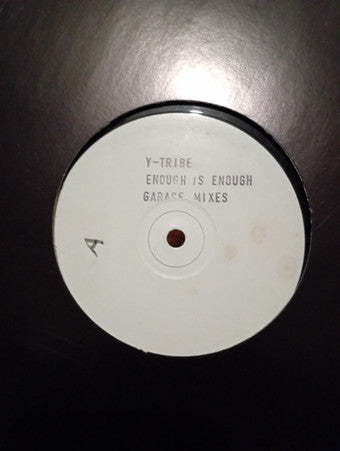 Y-TRIBE
ENOUGH iS ENOUGH
GARAGE MIXES
A